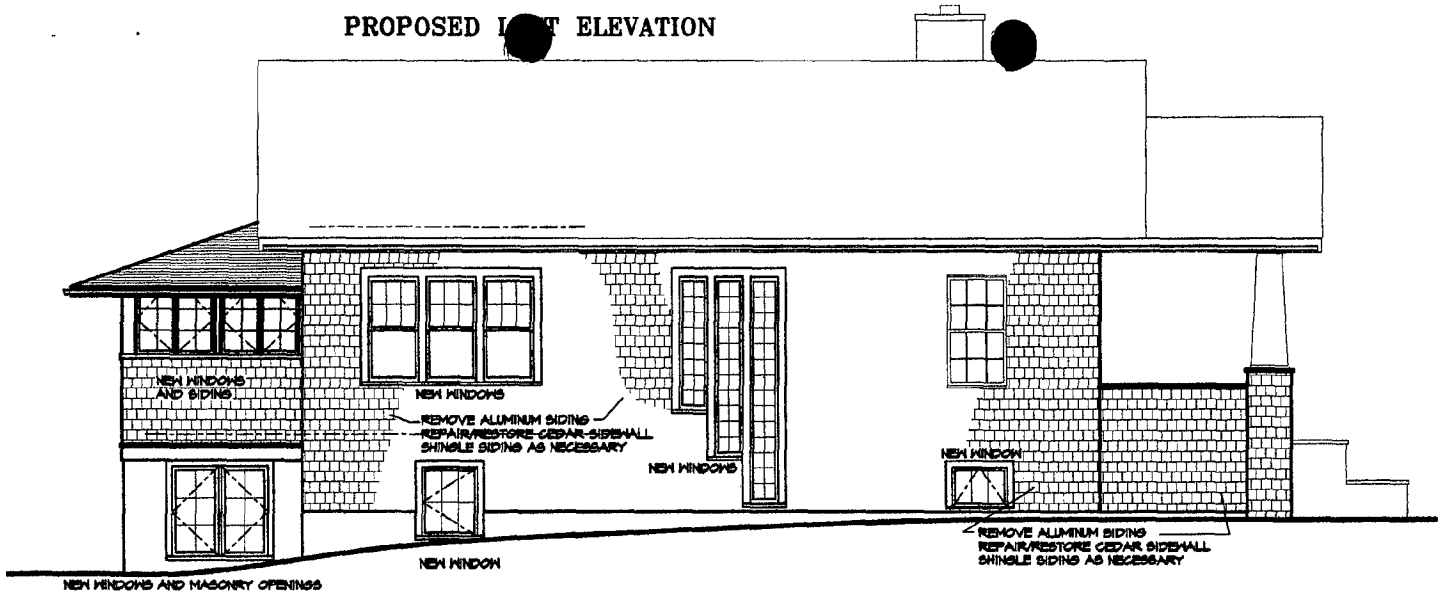 PROPOSED ELEVATION
NEW WINDOWS
AND SIDING
NEW WINDOWS
REMOVE ALUMINUM SIDING
REPAIR/RESTORE CEDAR SIDEWALL
SHINGLE SIDING AS NECESSARY
NEW WINDOWS
NEW WINDOW
NEW WINDOW
REMOVE ALUMINUM SIDING
REPAIR/RESTORE CEDAR SIDEWALL
SHINGLE SIDING AS NECESSARY
NEW WINDOWS AND MASONRY OPENINGS